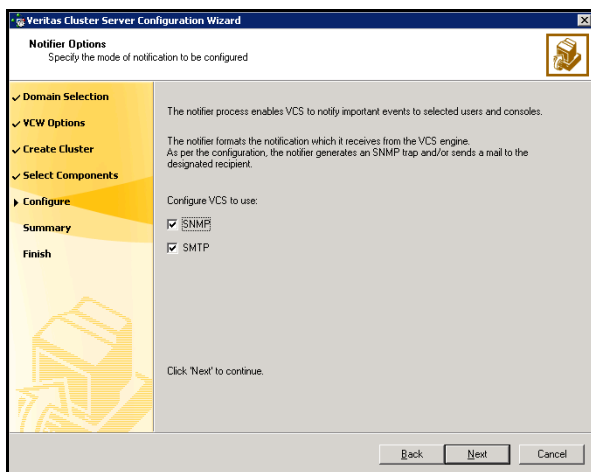 Veritas Cluster Server Configuration Wizard
Notifier Options
Specify the mode of notification to be configured
Domain Selection
VCW Options
Create Cluster
Select Components
Configure
Summary
Finish
The notifier process enables VCS to notify important events to selected users and consoles.
The notifier formats the notification which it receives from the VCS engine.
As per the configuration, the notifier generates an SNMP trap and/or sends a mail to the
designated recipient.
Configure VCS to use:
SNMP
SMTP
Click 'Next' to continue.
Back
Next
Cancel